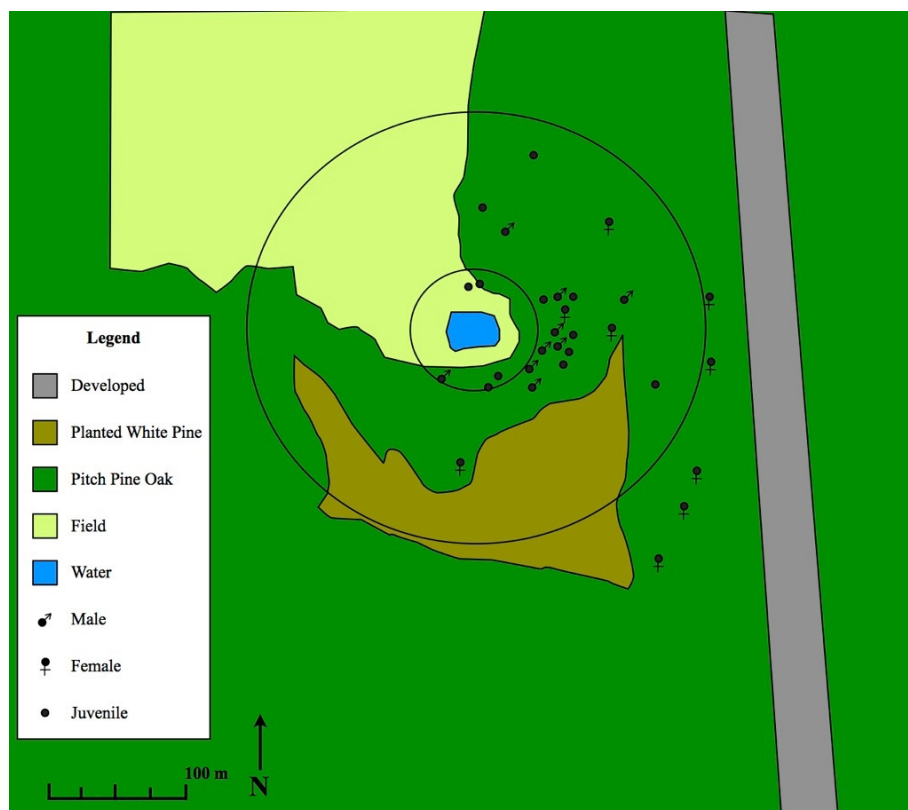 Legend
Developed
Planted White Pine
Pitch Pine Oak
Field
Water
Male
Female
Juvenile
100 m
N